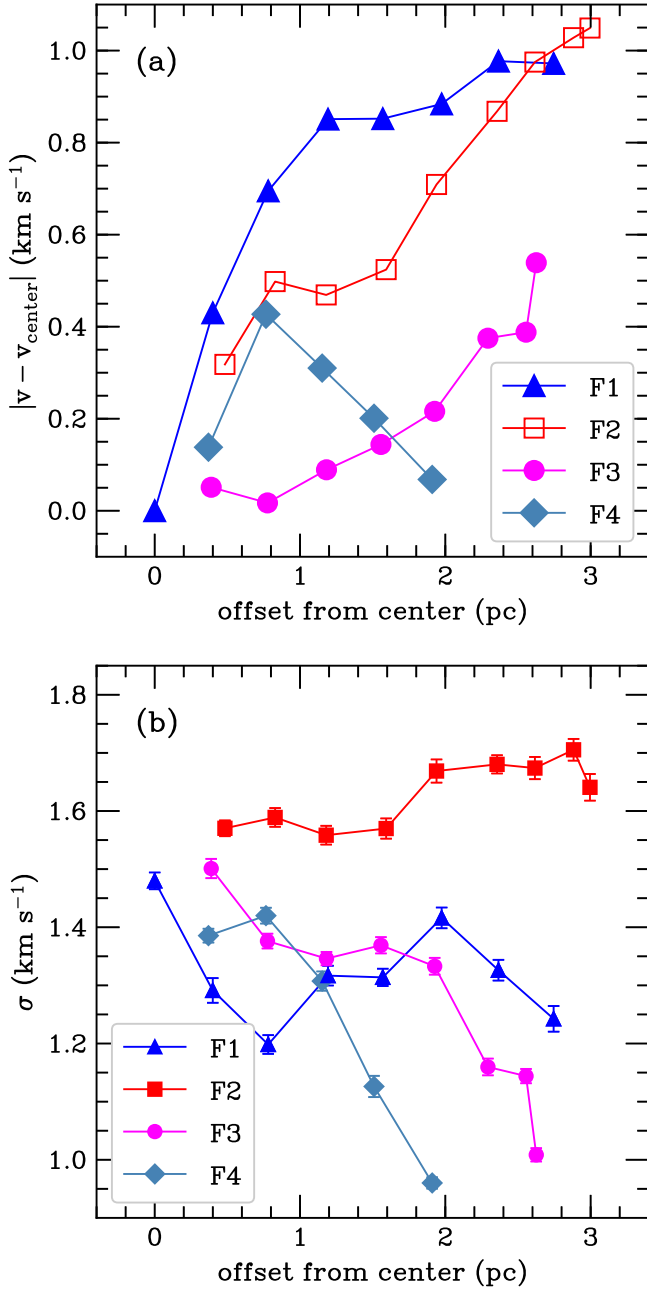 (a)
1.0
0.8
0.6
0.4
0.2
0.0
|v − v_center| (km s⁻¹)
F1
F2
F3
F4
0 1 2 3
offset from center (pc)
(b)
1.8
1.6
1.4
1.2
1.0
σ (km s⁻¹)
F1
F2
F3
F4
0 1 2 3
offset from center (pc)